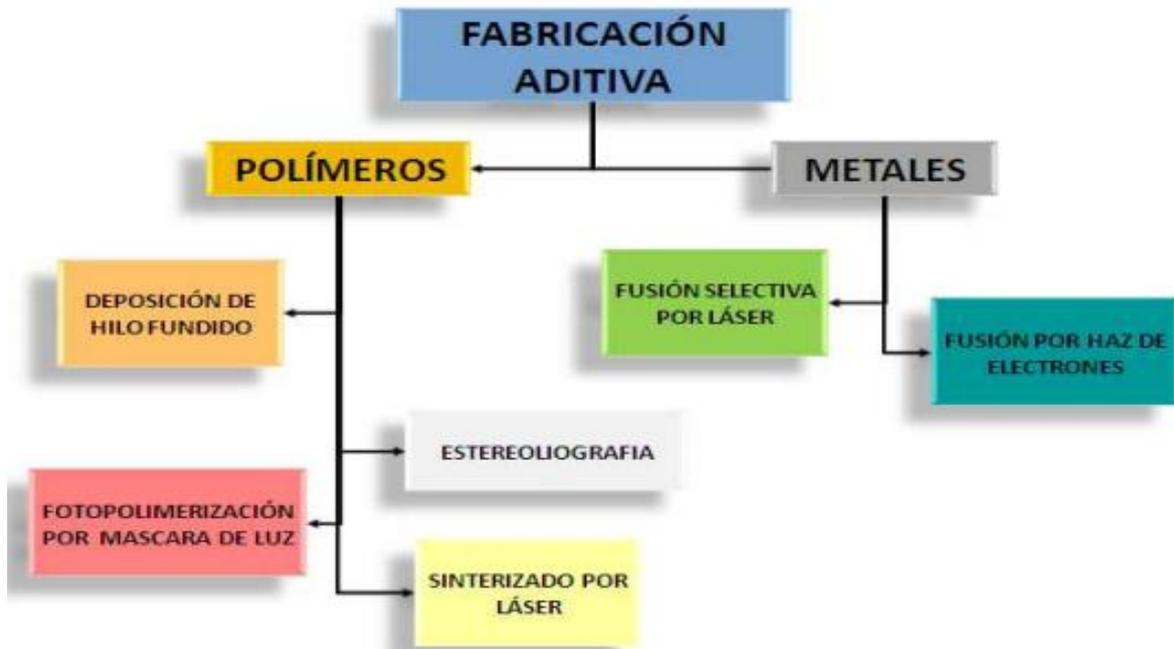 FABRICACIÓN
ADITIVA
POLÍMEROS
METALES
DEPOSICIÓN DE
HILO FUNDIDO
FUSIÓN SELECTIVA
POR LÁSER
FUSIÓN POR HAZ DE
ELECTRONES
ESTEREOLIOGRAFIA
FOTOPOLIMERIZACIÓN
POR MASCARA DE LUZ
SINTERIZADO POR
LÁSER